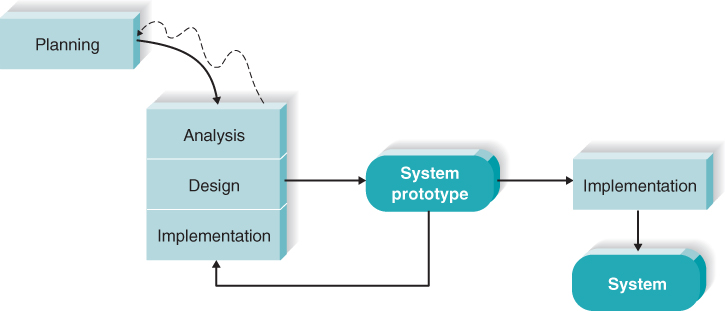 Planning
Analysis
Design
Implementation
System
prototype
Implementation
System